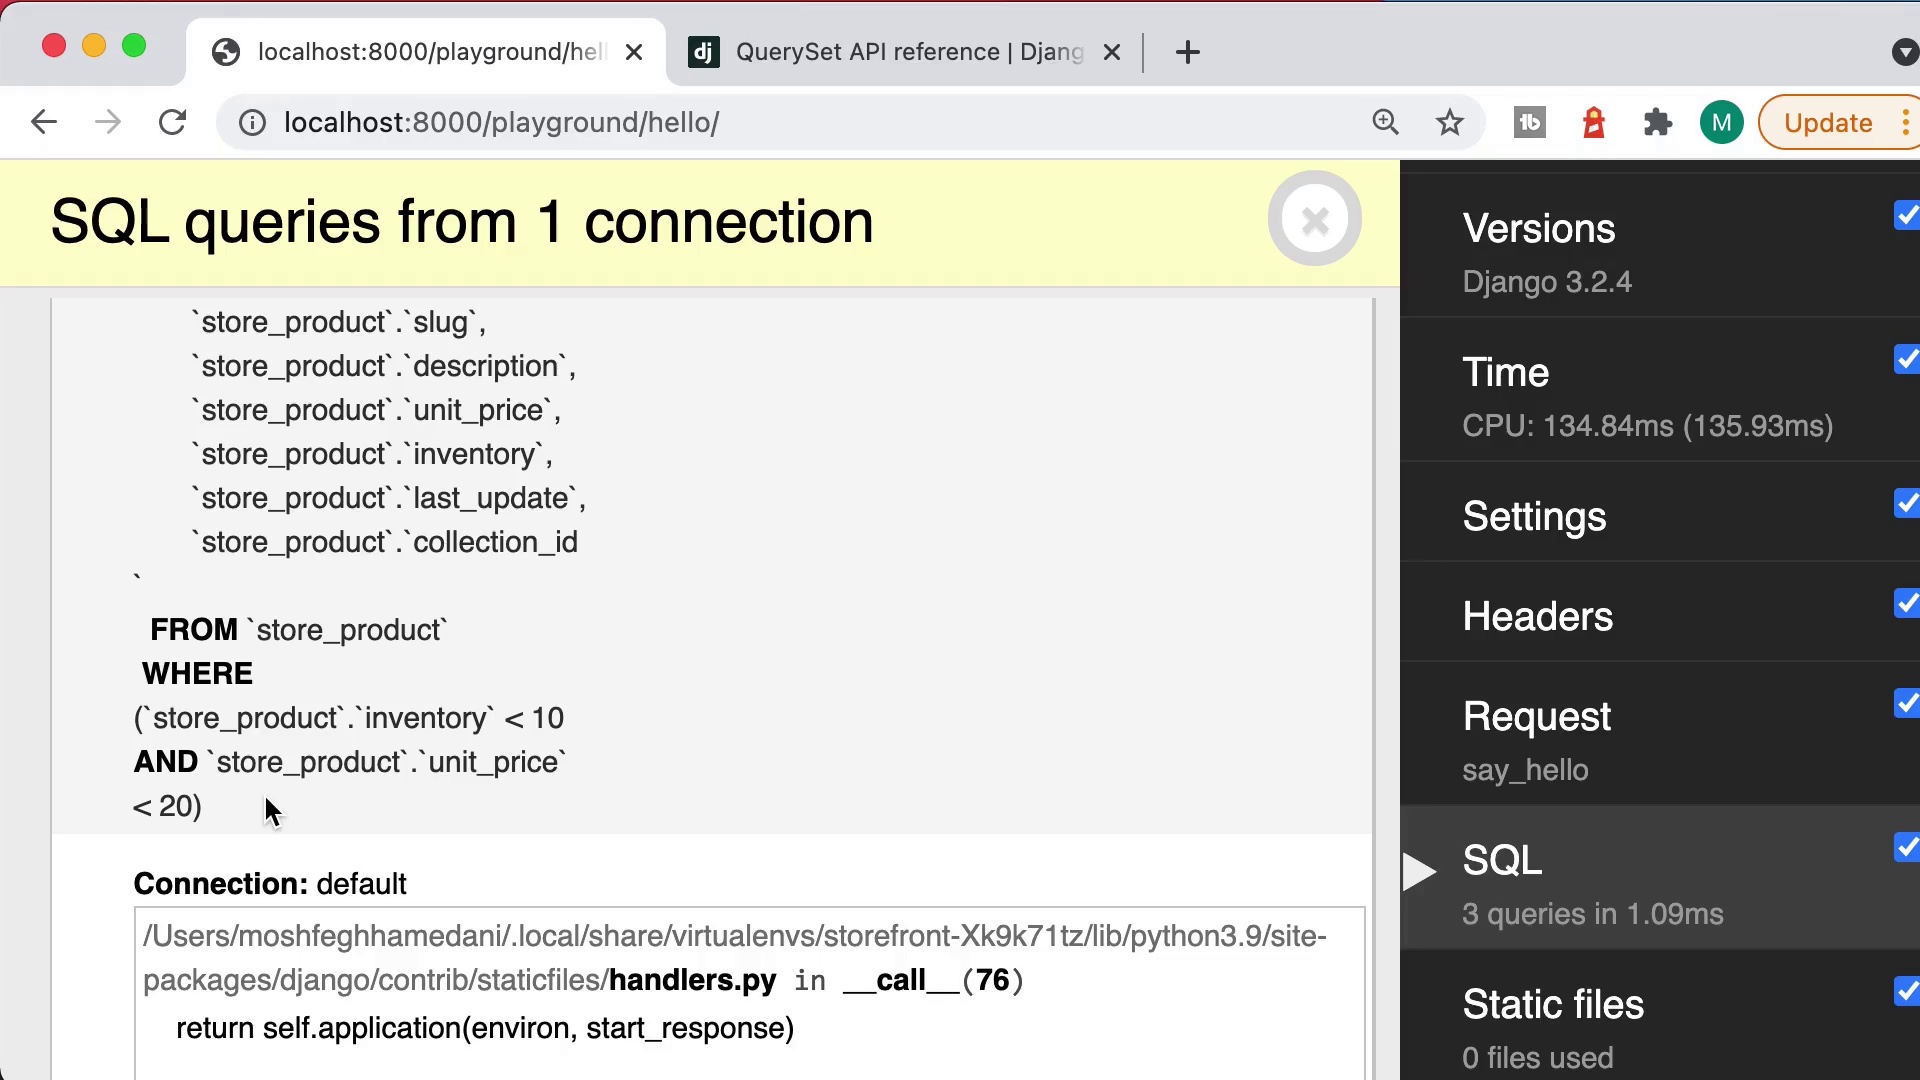 localhost:8000/playground/hel
QuerySet API reference | Djang
localhost:8000/playground/hello/
M
Update
SQL queries from 1 connection
`store_product`.`slug`,
`store_product`.`description`,
`store_product`.`unit_price`,
`store_product`.`inventory`,
`store_product`.`last_update`,
`store_product`.`collection_id
`
FROM `store_product`
WHERE
(`store_product`.`inventory` < 10
AND `store_product`.`unit_price`
< 20)
Connection: default
/Users/moshfeghhamedani/.local/share/virtualenvs/storefront-Xk9k71tz/lib/python3.9/site-
packages/django/contrib/staticfiles/handlers.py in __call__(76)
return self.application(environ, start_response)
Versions
Django 3.2.4
Time
CPU: 134.84ms (135.93ms)
Settings
Headers
Request
say_hello
SQL
3 queries in 1.09ms
Static files
0 files used